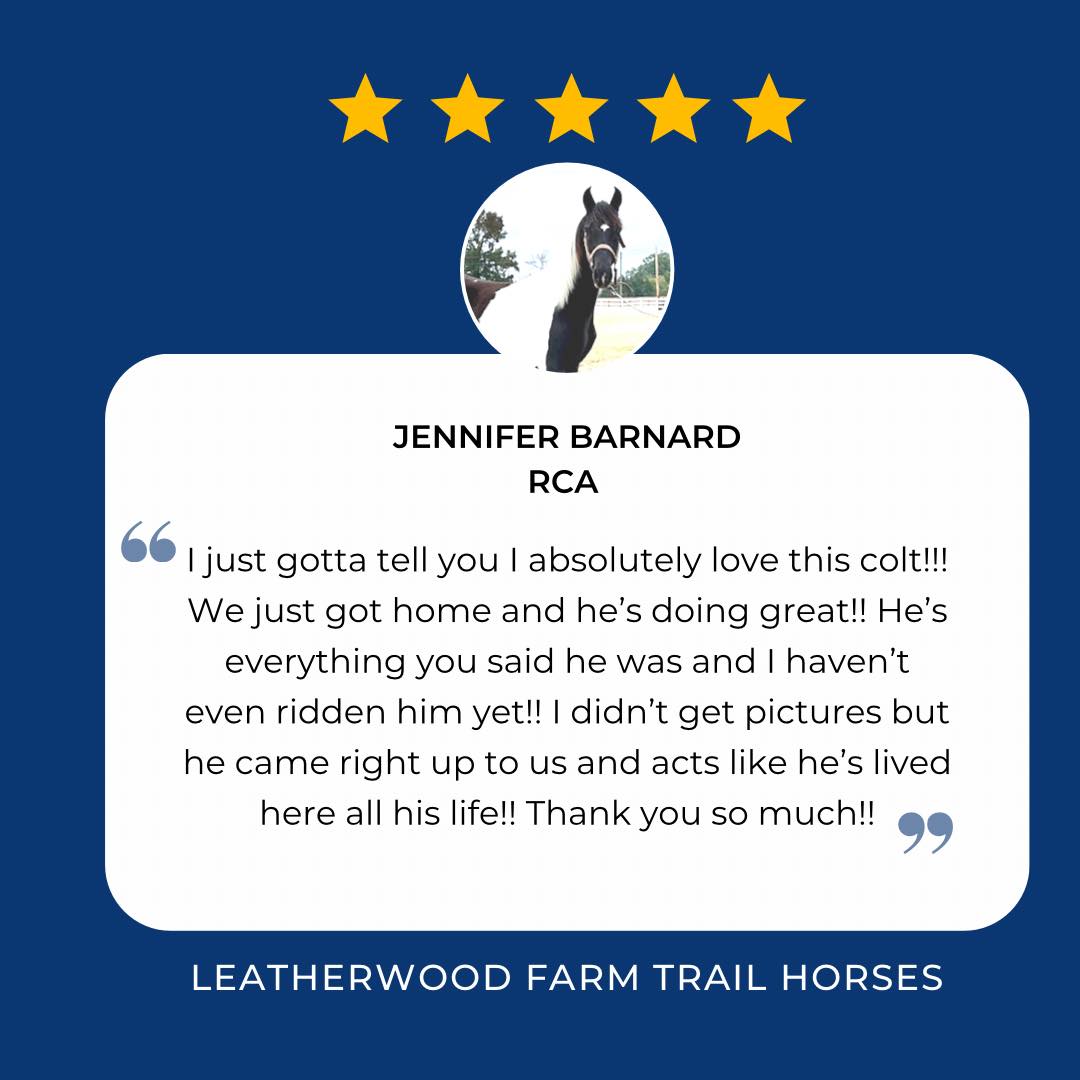 JENNIFER BARNARD
RCA
“ I just gotta tell you I absolutely love this colt!!!
We just got home and he’s doing great!! He’s
everything you said he was and I haven’t
even ridden him yet!! I didn’t get pictures but
he came right up to us and acts like he’s lived
here all his life!! Thank you so much!! ”
LEATHERWOOD FARM TRAIL HORSES